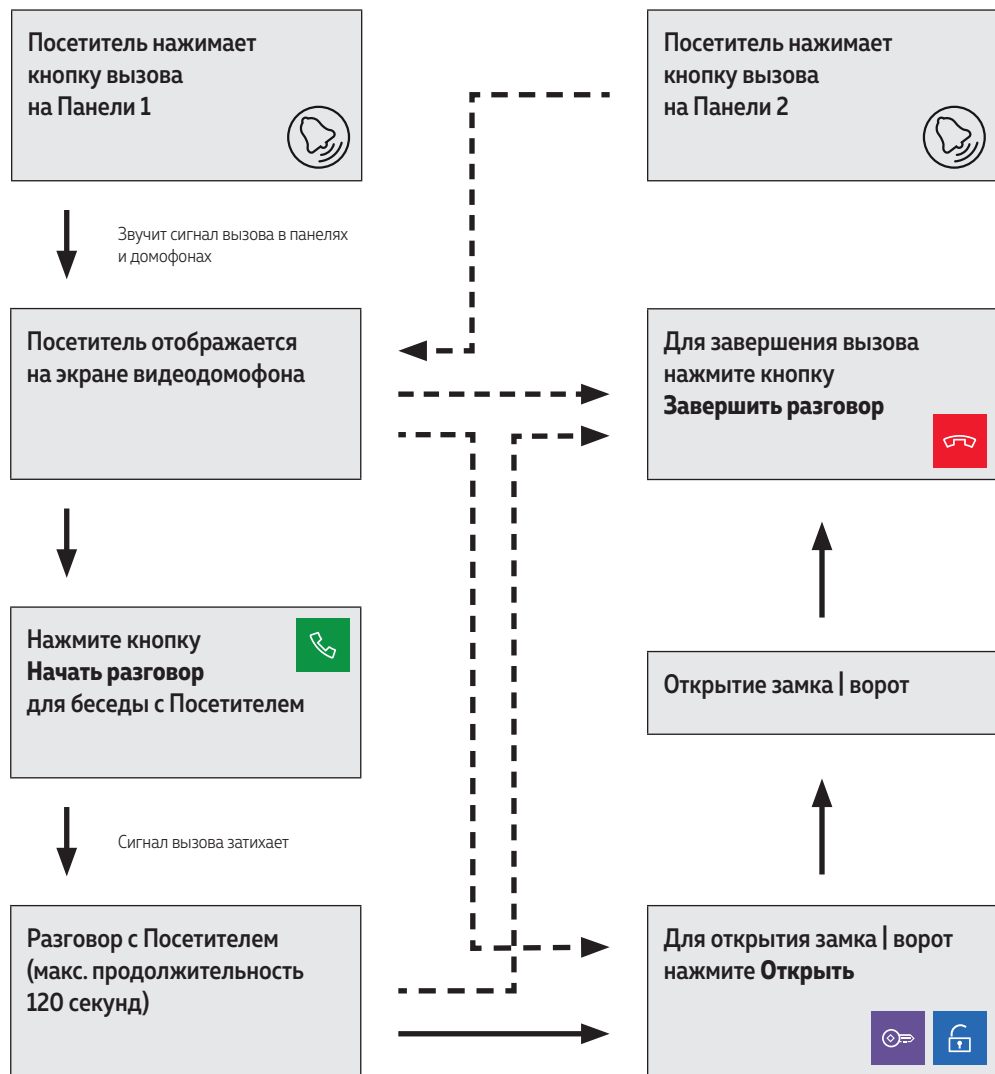 Посетитель нажимает
кнопку вызова
на Панели 1
Посетитель нажимает
кнопку вызова
на Панели 2
Звучит сигнал вызова в панелях
и домофонах
Посетитель отображается
на экране видеодомофона
Для завершения вызова
нажмите кнопку
Завершить разговор
Нажмите кнопку
Начать разговор
для беседы с Посетителем
Открытие замка | ворот
Сигнал вызова затихает
Разговор с Посетителем
(макс. продолжительность
120 секунд)
Для открытия замка | ворот
нажмите Открыть